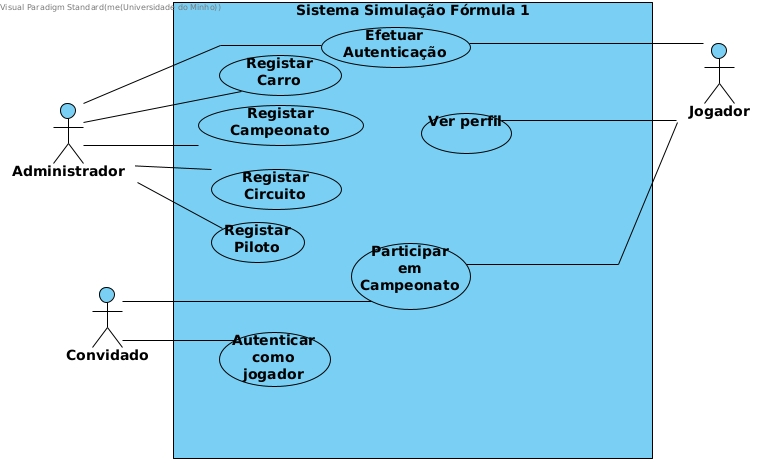 Visual Paradigm Standard(me(Universidade do Minho))
Sistema Simulação Fórmula 1
Efetuar
Autenticação
Registar
Carro
Registar
Campeonato
Ver perfil
Jogador
Administrador
Registar
Circuito
Registar
Piloto
Participar
em
Campeonato
Convidado
Autenticar
como
jogador